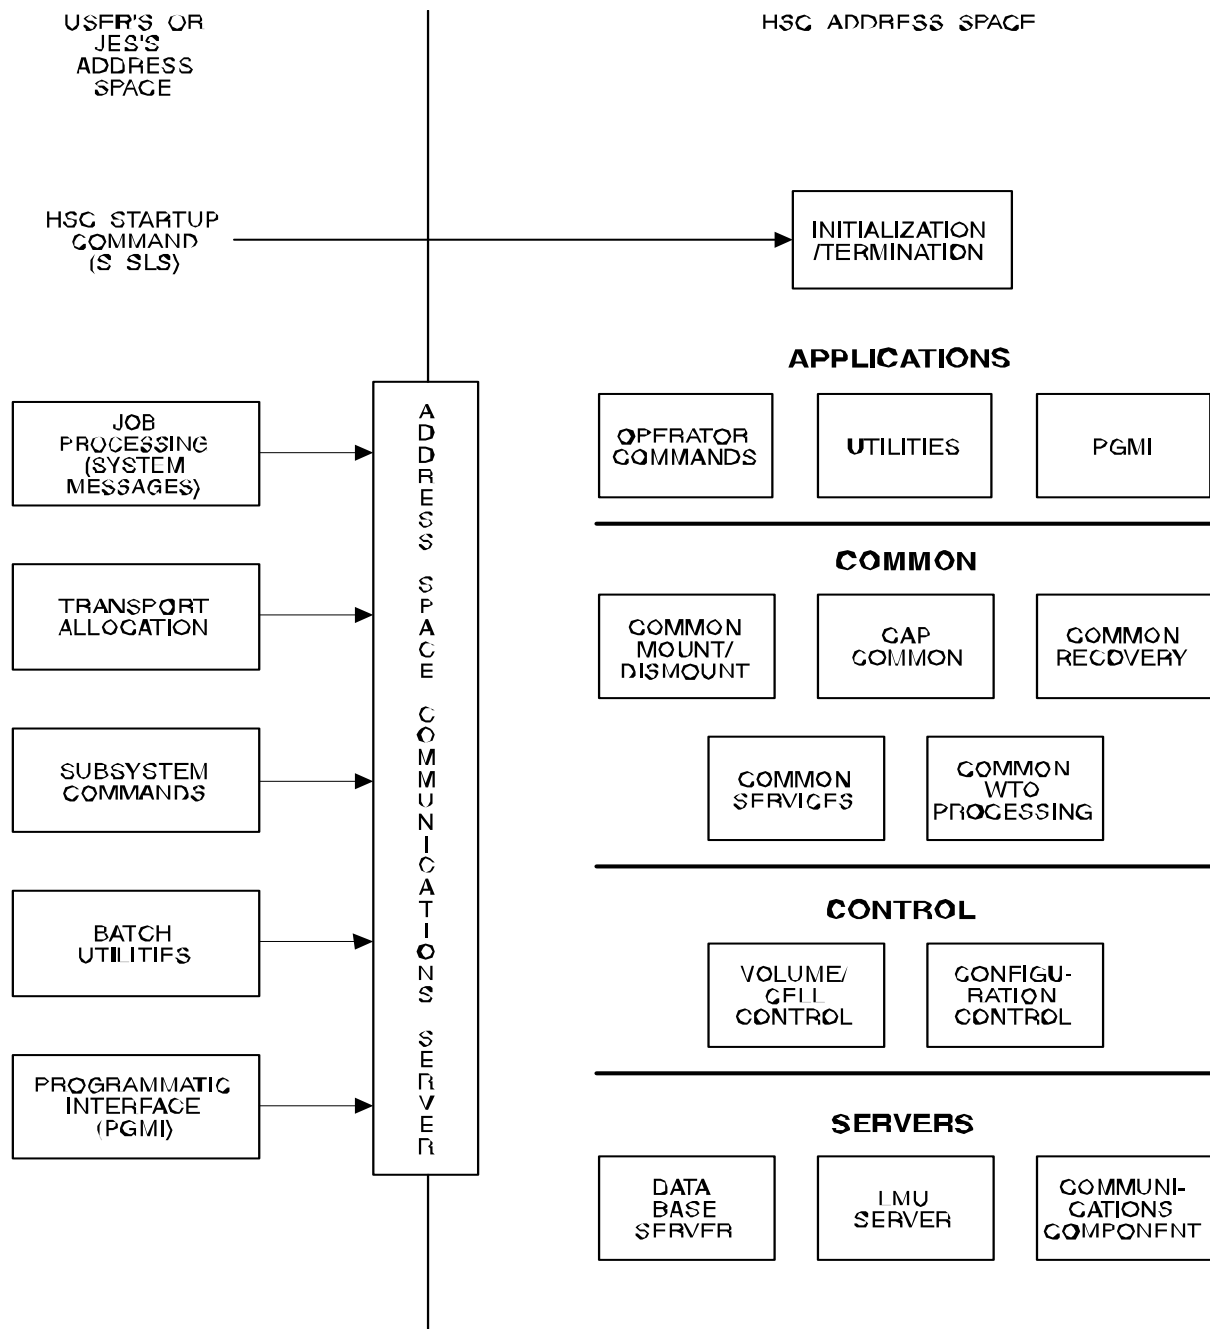 USER'S OR
JES'S
ADDRESS
SPACE
HSC ADDRESS SPACE
HSC STARTUP
COMMAND
(S SLS)
INITIALIZATION
/TERMINATION
APPLICATIONS
JOB
PROCESSING
(SYSTEM
MESSAGES)
TRANSPORT
ALLOCATION
SUBSYSTEM
COMMANDS
BATCH
UTILITIES
PROGRAMMATIC
INTERFACE
(PGMI)
ADDRESS SPACE COMMUNICATIONS SERVER
OPERATOR
COMMANDS
UTILITIES
PGMI
COMMON
COMMON
MOUNT/
DISMOUNT
CAP
COMMON
COMMON
RECOVERY
COMMON
SERVICES
COMMON
WTO
PROCESSING
CONTROL
VOLUME/
CELL
CONTROL
CONFIGU-
RATION
CONTROL
SERVERS
DATA
BASE
SERVER
LMU
SERVER
COMMUNI-
CATIONS
COMPONENT